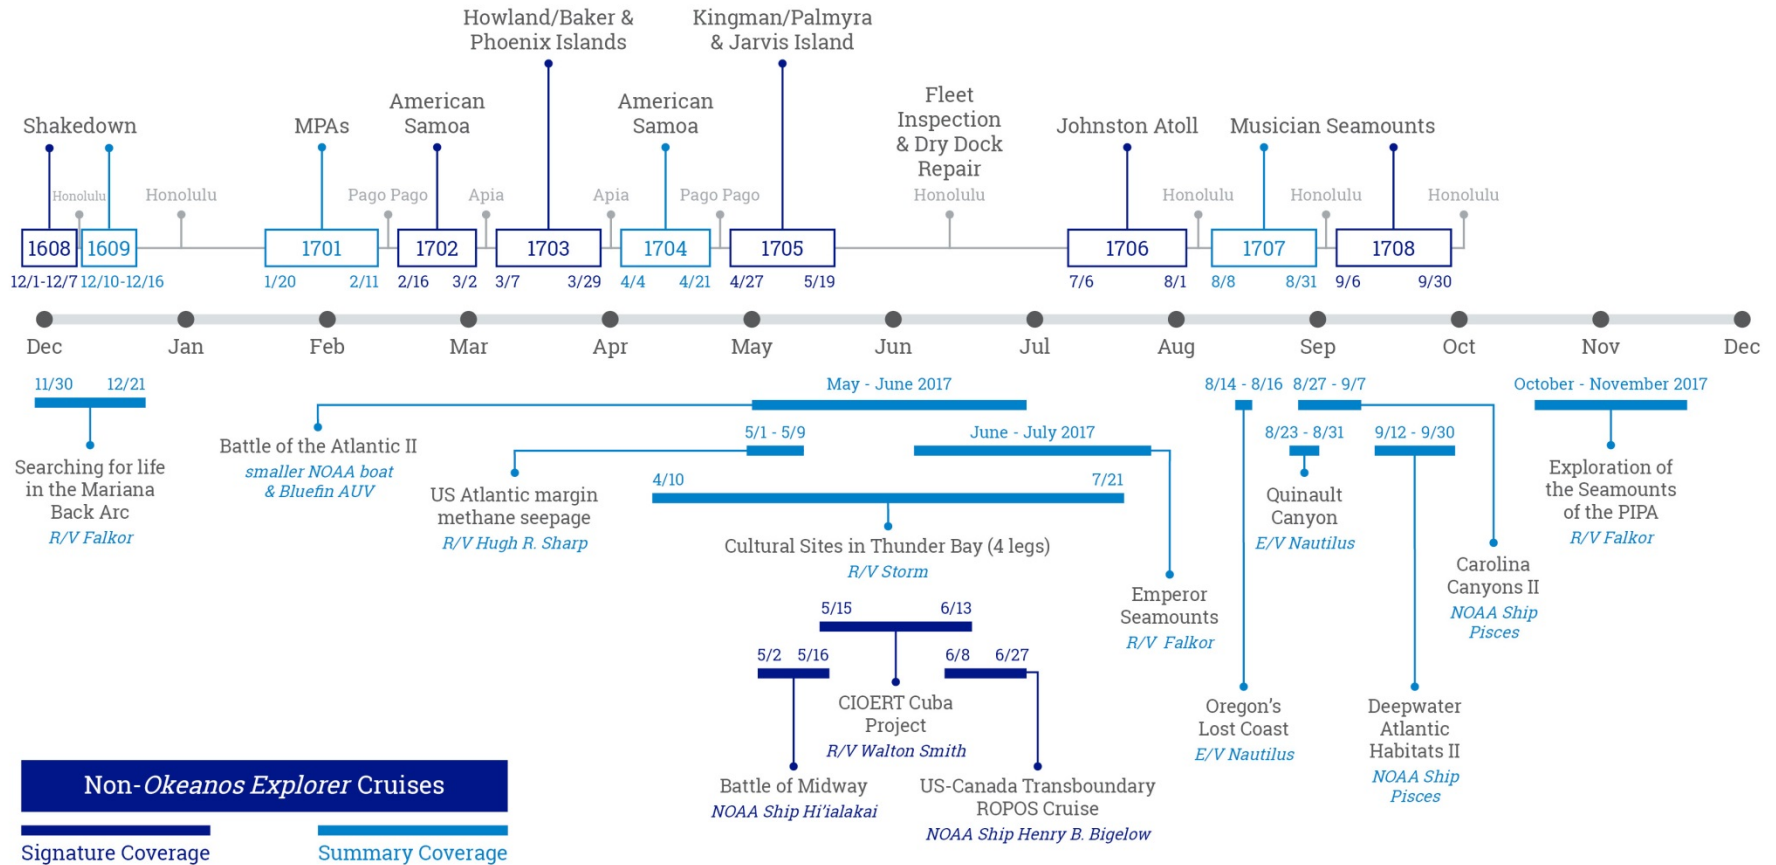 Howland/Baker &
Phoenix Islands
Kingman/Palmyra
& Jarvis Island
Shakedown
MPAs
American
Samoa
American
Samoa
Fleet
Inspection
& Dry Dock
Repair
Johnston Atoll
Musician Seamounts
Honolulu
Honolulu
Pago Pago
Apia
Apia
Pago Pago
Honolulu
Honolulu
Honolulu
Honolulu
1608
1609
1701
1702
1703
1704
1705
1706
1707
1708
12/1-12/7
12/10-12/16
1/20
2/11
2/16
3/2
3/7
3/29
4/4
4/21
4/27
5/19
7/6
8/1
8/8
8/31
9/6
9/30
Dec
Jan
Feb
Mar
Apr
May
Jun
Jul
Aug
Sep
Oct
Nov
Dec
11/30
12/21
Searching for life
in the Mariana
Back Arc
R/V Falkor
May - June 2017
Battle of the Atlantic II
smaller NOAA boat
& Bluefin AUV
5/1 - 5/9
US Atlantic margin
methane seepage
R/V Hugh R. Sharp
June - July 2017
Emperor
Seamounts
R/V Falkor
4/10
7/21
Cultural Sites in Thunder Bay (4 legs)
R/V Storm
5/15
6/13
CIOERT Cuba
Project
R/V Walton Smith
5/2
5/16
Battle of Midway
NOAA Ship Hi'ialakai
6/8
6/27
US-Canada Transboundary
ROPOS Cruise
NOAA Ship Henry B. Bigelow
8/14 - 8/16
Oregon's
Lost Coast
E/V Nautilus
8/27 - 9/7
Carolina
Canyons II
NOAA Ship
Pisces
8/23 - 8/31
Quinault
Canyon
E/V Nautilus
9/12 - 9/30
Deepwater
Atlantic
Habitats II
NOAA Ship
Pisces
October - November 2017
Exploration of
the Seamounts
of the PIPA
R/V Falkor
Non-Okeanos Explorer Cruises
Signature Coverage
Summary Coverage